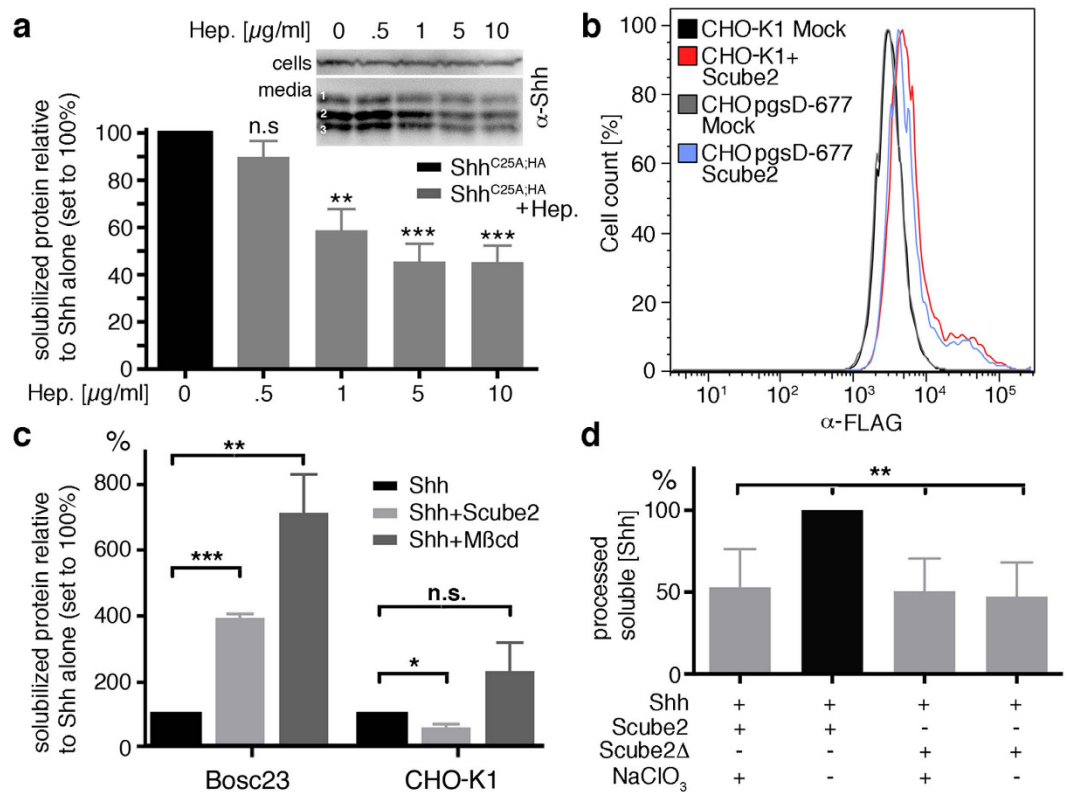 a
Hep. [µg/ml] 0 .5 1 5 10
cells
media
1
2
3
α-Shh
solubilized protein relative
to Shh alone (set to 100%)
100
80
60
40
20
0
n.s
**
***
***
Shh^C25A;HA
Shh^C25A;HA
+Hep.
Hep. [µg/ml] 0 .5 1 5 10
b
Cell count [%]
100
80
60
40
20
0
CHO-K1 Mock
CHO-K1+
Scube2
CHO pgsD-677
Mock
CHO pgsD-677
Scube2
10^1 10^2 10^3 10^4 10^5
α-FLAG
c
%
solubilized protein relative
to Shh alone (set to 100%)
800
600
400
200
0
**
***
n.s.
*
Shh
Shh+Scube2
Shh+Mßcd
Bosc23 CHO-K1
d
%
processed
soluble [Shh]
100
50
0
**
Shh + + + +
Scube2 + + - -
Scube2Δ - - + +
NaClO₃ + - + -